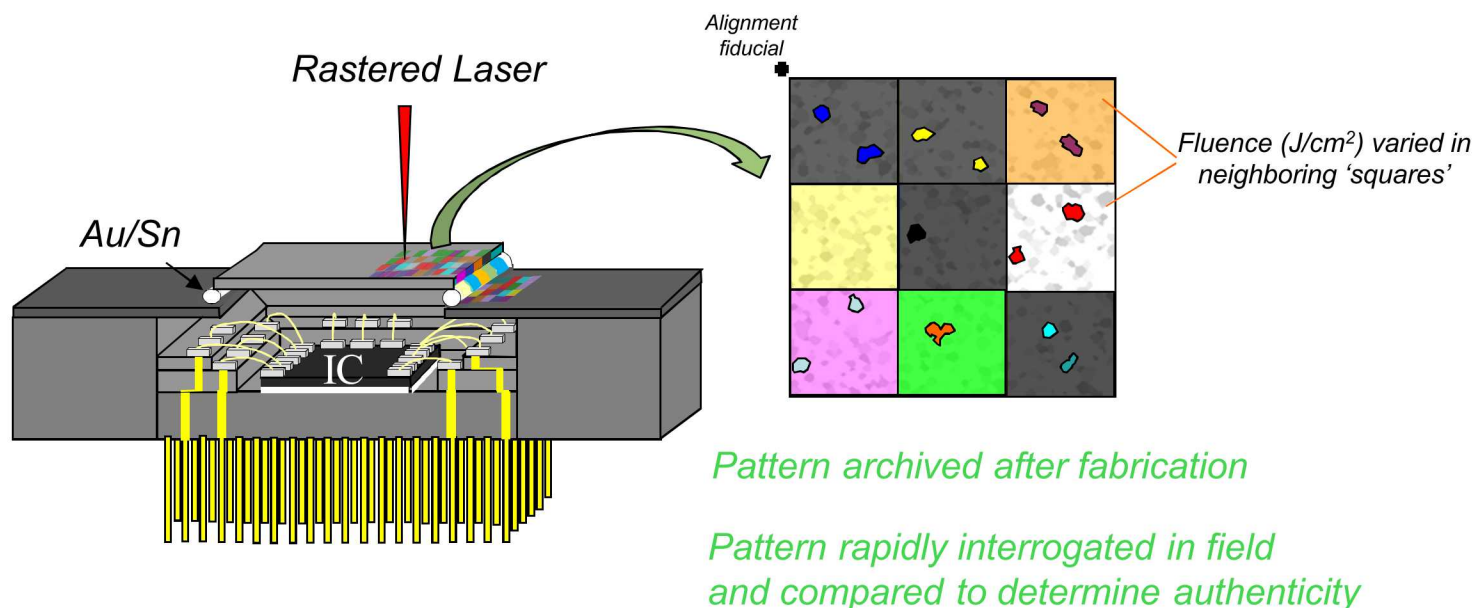 Alignment
fiducial
Rastered Laser
Fluence (J/cm²) varied in
neighboring ‘squares’
Au/Sn
IC
Pattern archived after fabrication
Pattern rapidly interrogated in field
and compared to determine authenticity